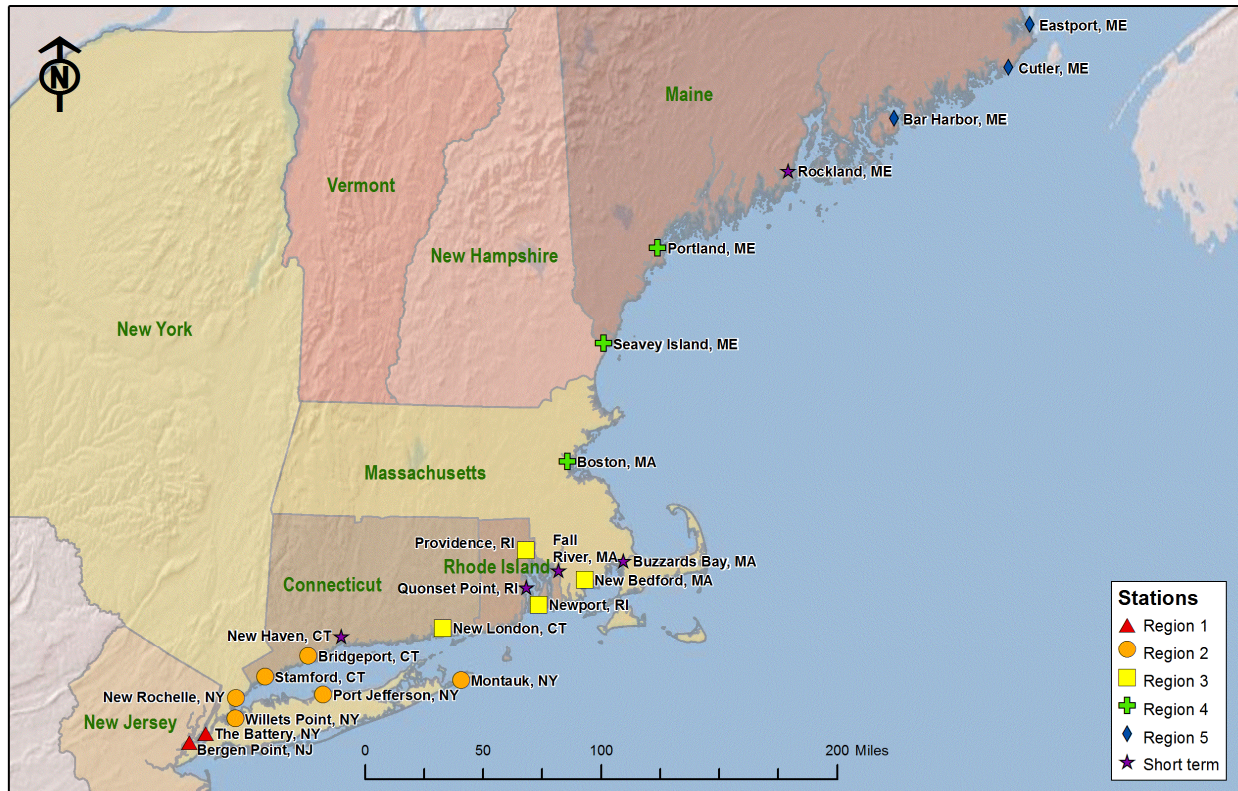 N
Eastport, ME
Cutler, ME
Maine
Bar Harbor, ME
Rockland, ME
Vermont
Portland, ME
New Hampshire
New York
Seavey Island, ME
Boston, MA
Massachusetts
Providence, RI
Fall
River, MA
Buzzards Bay, MA
Rhode Island
New Bedford, MA
Connecticut
Quonset Point, RI
Newport, RI
New London, CT
New Haven, CT
Bridgeport, CT
Stamford, CT
Montauk, NY
New Rochelle, NY
Port Jefferson, NY
Willets Point, NY
New Jersey
The Battery, NY
Bergen Point, NJ
0 50 100 200 Miles
Stations
Region 1
Region 2
Region 3
Region 4
Region 5
Short term